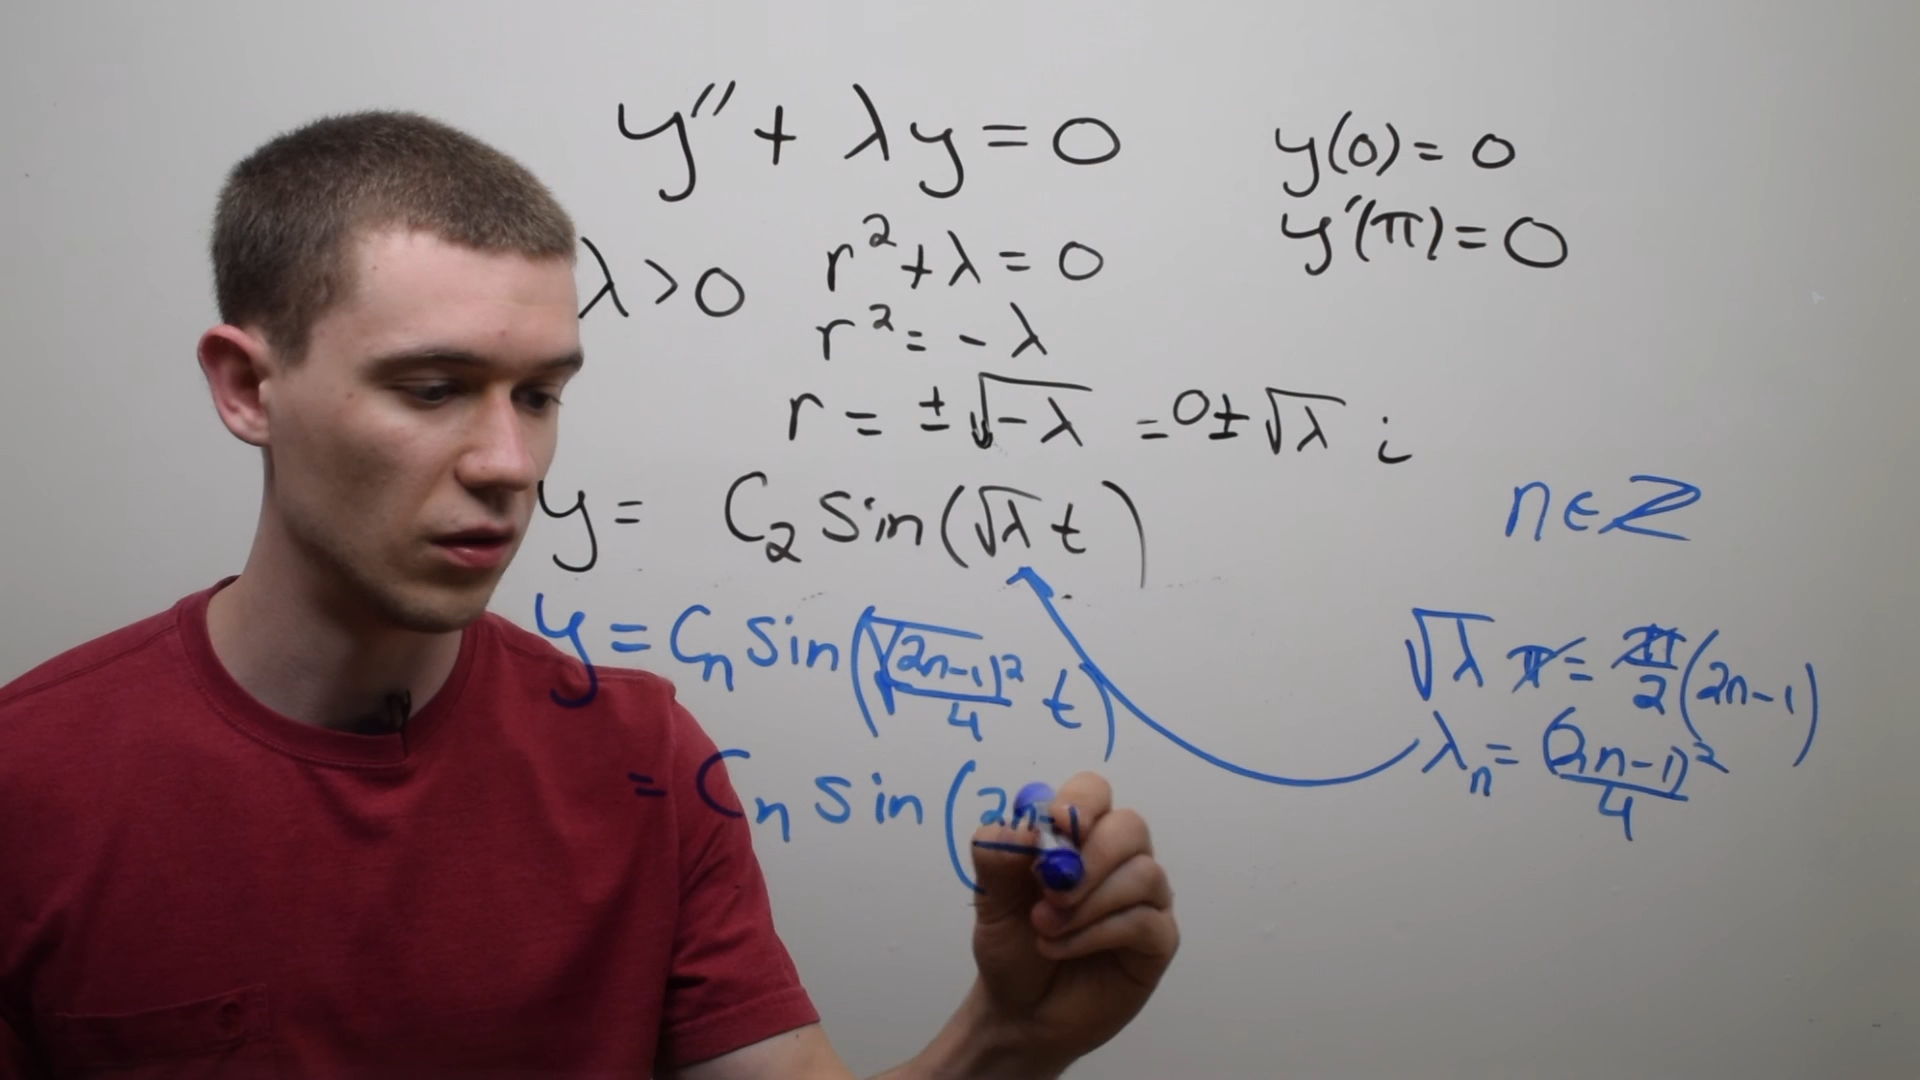 y'' + λy = 0
y(0) = 0
y'(π) = 0
λ > 0
r² + λ = 0
r² = -λ
r = ±√-λ = 0 ± √λ i
y = C₂ sin(√λ t)
n ∈ ℤ
y = Cₙ sin(√(2n-1)²/4 t)
√λ π = π/2 (2n-1)
λₙ = (2n-1)²/4
= Cₙ sin(2n-1